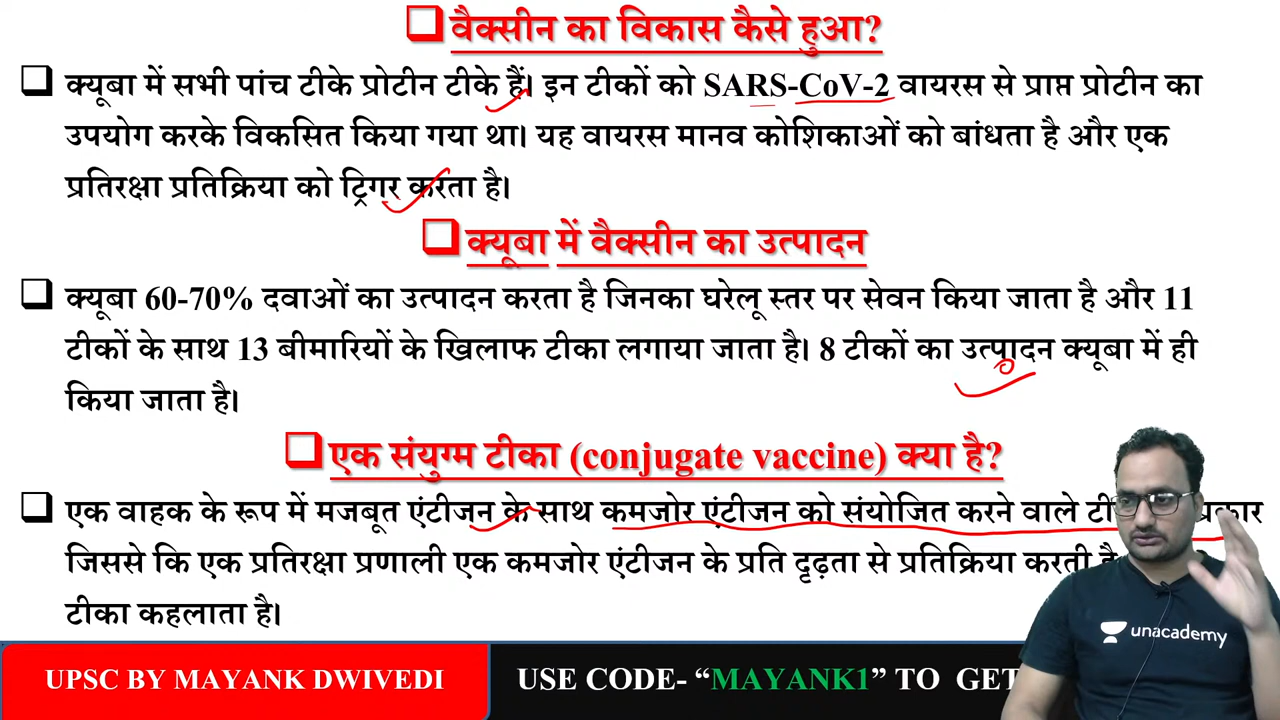 वैक्सीन का विकास कैसे हुआ?
क्यूबा में सभी पांच टीके प्रोटीन टीके हैं। इन टीकों को SARS-CoV-2 वायरस से प्राप्त प्रोटीन का
उपयोग करके विकसित किया गया था। यह वायरस मानव कोशिकाओं को बांधता है और एक
प्रतिरक्षा प्रतिक्रिया को ट्रिगर करता है।
क्यूबा में वैक्सीन का उत्पादन
क्यूबा 60-70% दवाओं का उत्पादन करता है जिनका घरेलू स्तर पर सेवन किया जाता है और 11
टीकों के साथ 13 बीमारियों के खिलाफ टीका लगाया जाता है। 8 टीकों का उत्पादन क्यूबा में ही
किया जाता है।
एक संयुग्म टीका (conjugate vaccine) क्या है?
एक वाहक के रूप में मजबूत एंटीजन के साथ कमजोर एंटीजन को संयोजित करने वाले
जिससे कि एक प्रतिरक्षा प्रणाली एक कमजोर एंटीजन के प्रति दृढ़ता से प्रतिक्रिया करती है
टीका कहलाता है।
unacademy
UPSC BY MAYANK DWIVEDI
USE CODE- “MAYANK1” TO GET